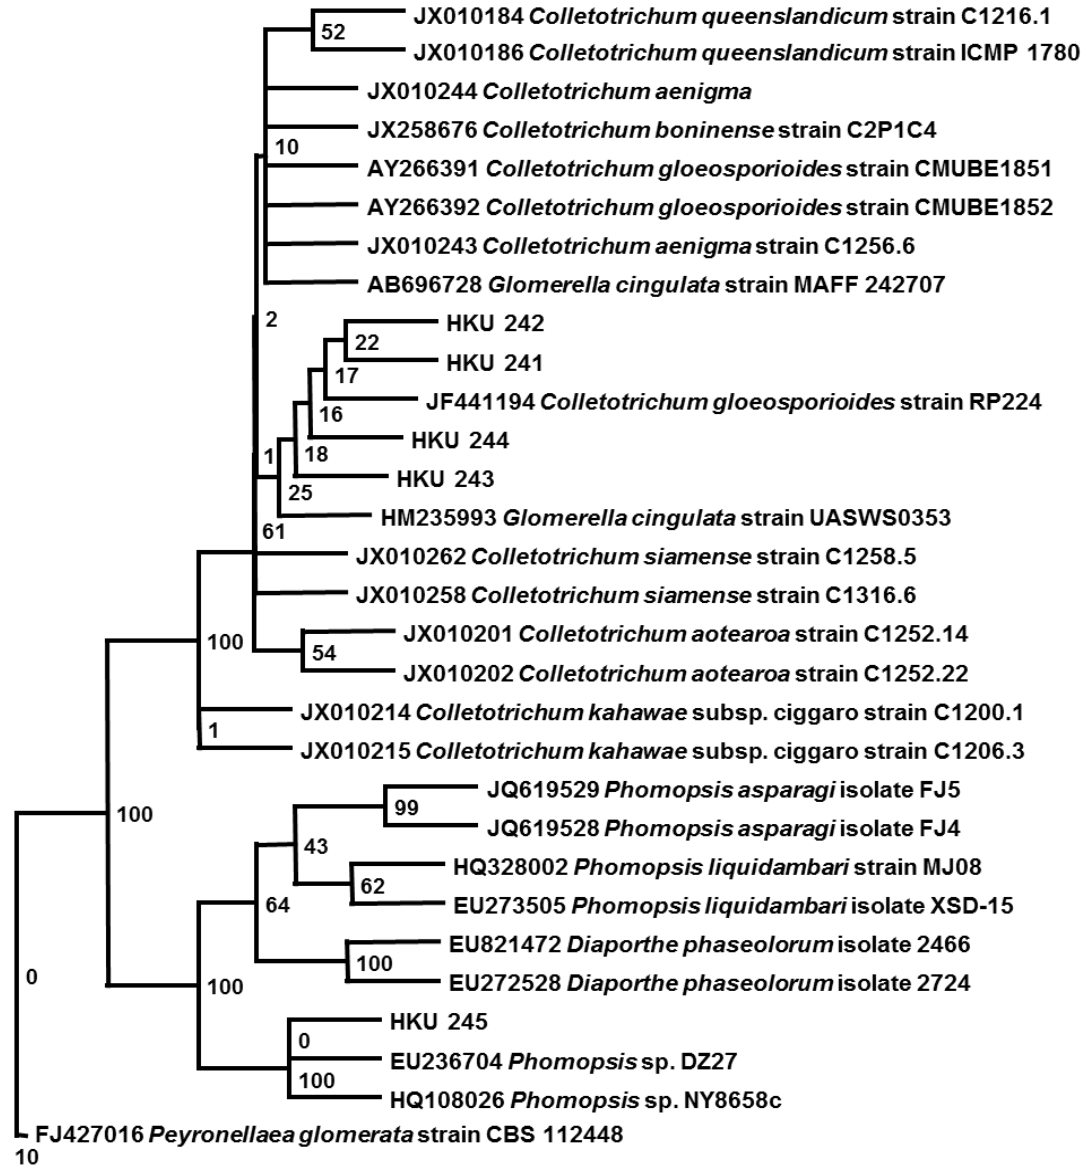 JX010184 Colletotrichum queenslandicum strain C1216.1
52
JX010186 Colletotrichum queenslandicum strain ICMP 1780
JX010244 Colletotrichum aenigma
JX258676 Colletotrichum boninense strain C2P1C4
10
AY266391 Colletotrichum gloeosporioides strain CMUBE1851
AY266392 Colletotrichum gloeosporioides strain CMUBE1852
JX010243 Colletotrichum aenigma strain C1256.6
AB696728 Glomerella cingulata strain MAFF 242707
2
HKU 242
22
HKU 241
17
JF441194 Colletotrichum gloeosporioides strain RP224
16
HKU 244
1
18
HKU 243
25
HM235993 Glomerella cingulata strain UASWS0353
61
JX010262 Colletotrichum siamense strain C1258.5
JX010258 Colletotrichum siamense strain C1316.6
JX010201 Colletotrichum aotearoa strain C1252.14
100
54
JX010202 Colletotrichum aotearoa strain C1252.22
JX010214 Colletotrichum kahawae subsp. ciggaro strain C1200.1
1
JX010215 Colletotrichum kahawae subsp. ciggaro strain C1206.3
JQ619529 Phomopsis asparagi isolate FJ5
99
100
JQ619528 Phomopsis asparagi isolate FJ4
43
HQ328002 Phomopsis liquidambari strain MJ08
62
EU273505 Phomopsis liquidambari isolate XSD-15
64
EU821472 Diaporthe phaseolorum isolate 2466
100
0
EU272528 Diaporthe phaseolorum isolate 2724
100
HKU 245
0
EU236704 Phomopsis sp. DZ27
100
HQ108026 Phomopsis sp. NY8658c
FJ427016 Peyronellaea glomerata strain CBS 112448
10